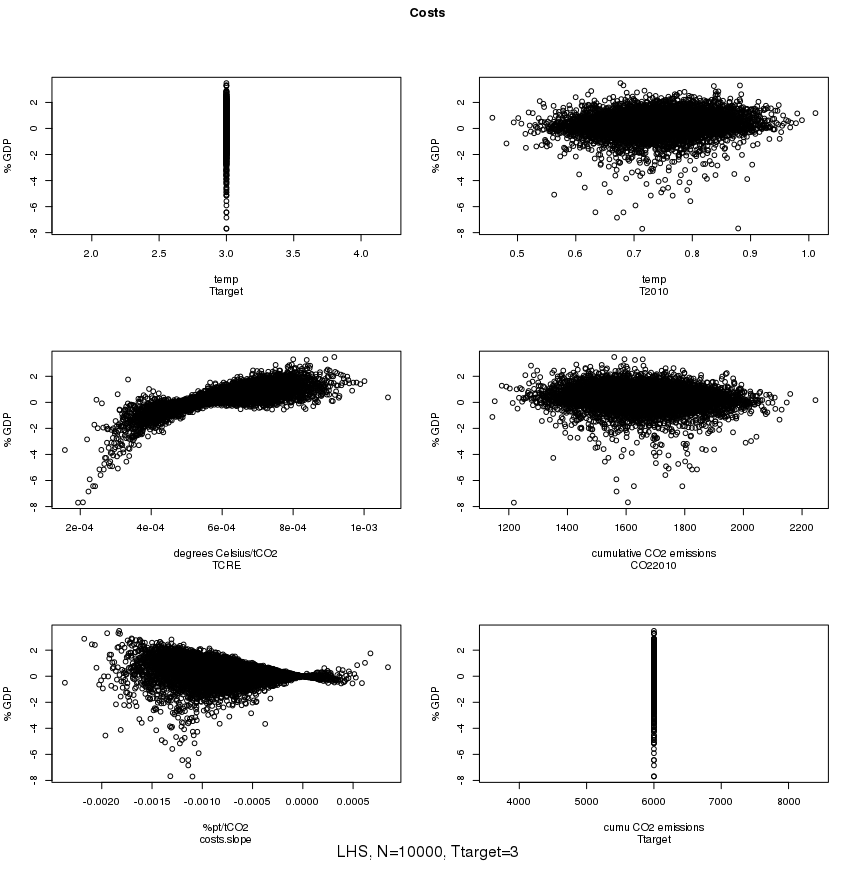 Costs
% GDP
2
0
-2
-4
-6
-8
2.0 2.5 3.0 3.5 4.0
temp
Ttarget
% GDP
2
0
-2
-4
-6
-8
0.5 0.6 0.7 0.8 0.9 1.0
temp
T2010
% GDP
2
0
-2
-4
-6
-8
2e-04 4e-04 6e-04 8e-04 1e-03
degrees Celsius/tCO2
TCRE
% GDP
2
0
-2
-4
-6
-8
1200 1400 1600 1800 2000 2200
cumulative CO2 emissions
CO22010
% GDP
2
0
-2
-4
-6
-8
-0.0020 -0.0015 -0.0010 -0.0005 0.0000 0.0005
%pt/tCO2
costs.slope
% GDP
2
0
-2
-4
-6
-8
4000 5000 6000 7000 8000
cumu CO2 emissions
Ttarget
LHS, N=10000, Ttarget=3